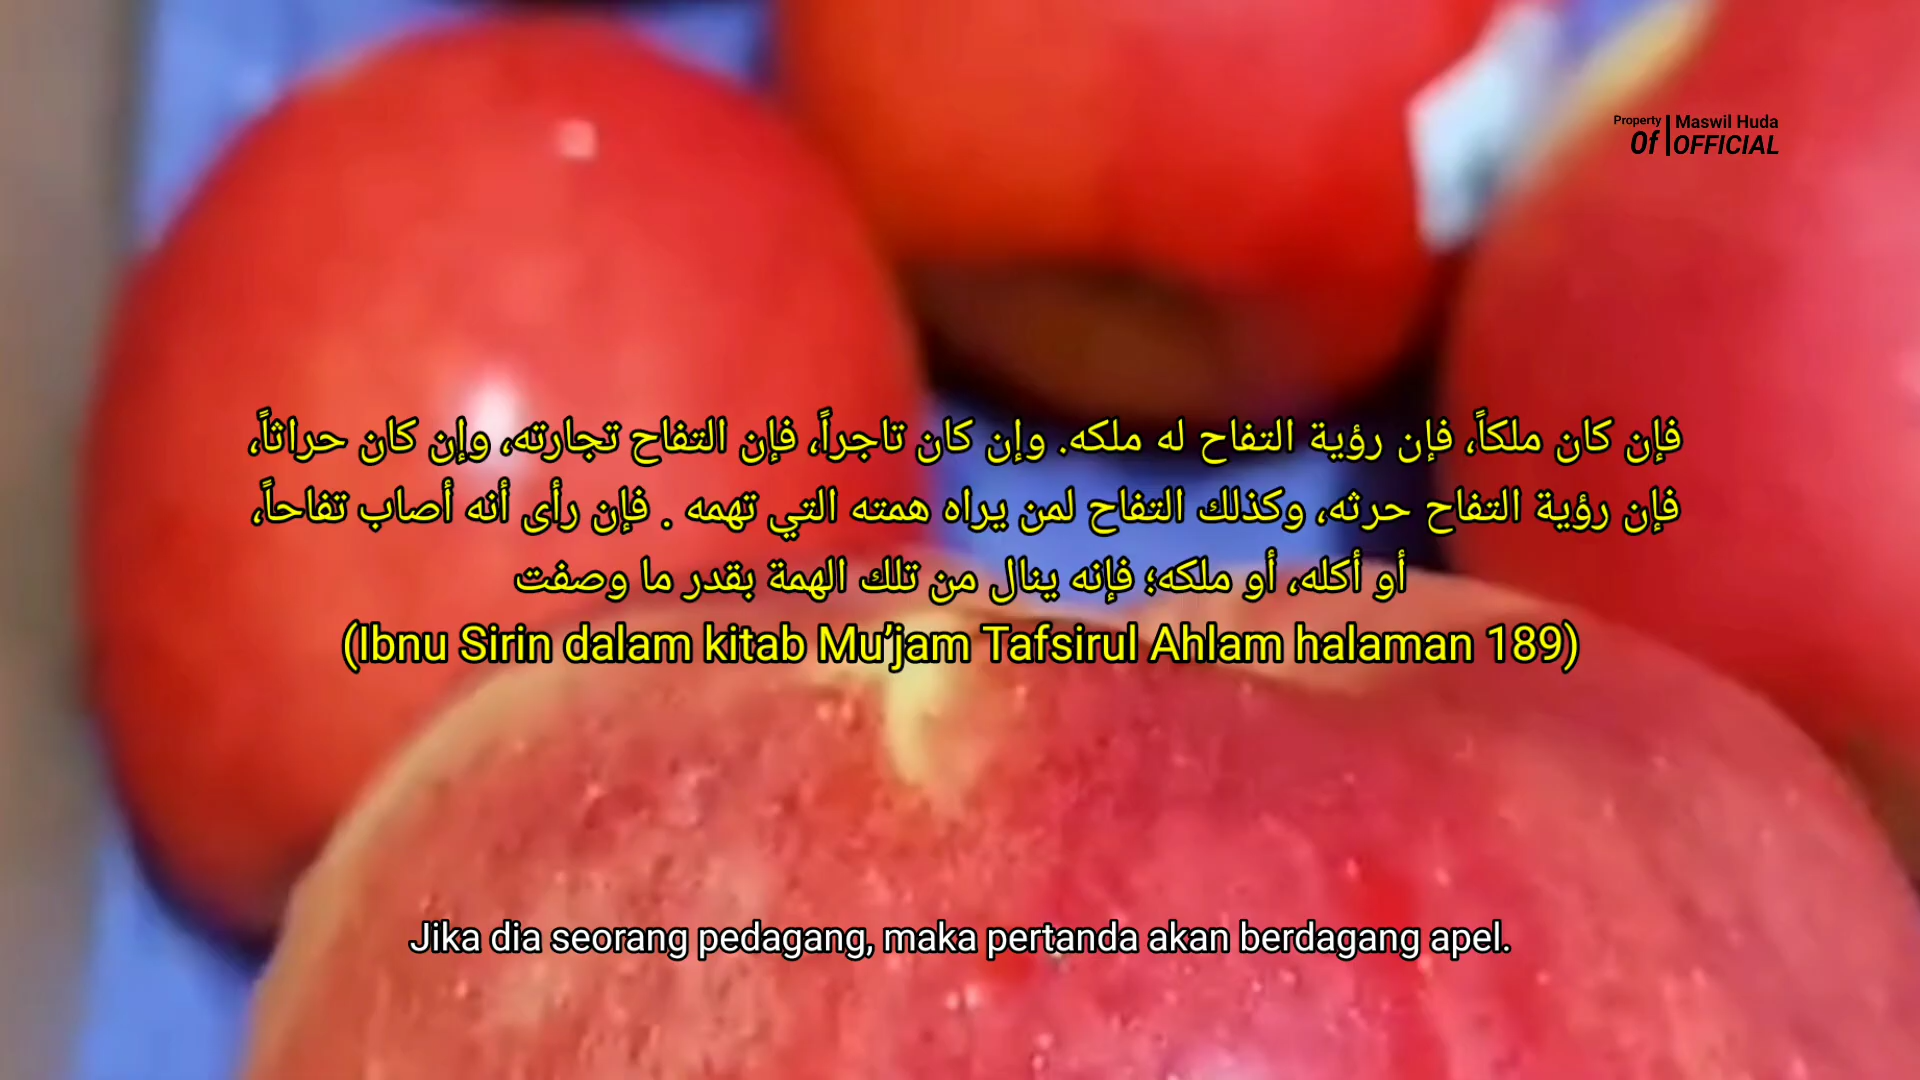 Property
Of
Maswil Huda
OFFICIAL
فإن كان ملكاً، فإن رؤية التفاح له ملكه. وإن كان تاجراً، فإن التفاح تجارته، وإن كان حراثاً،
فإن رؤية التفاح حرثه، وكذلك التفاح لمن يراه همته التي تهمه . فإن رأى أنه أصاب تفاحاً،
أو أكله، أو ملكه؛ فإنه ينال من تلك الهمة بقدر ما وصفت
(Ibnu Sirin dalam kitab Mu’jam Tafsirul Ahlam halaman 189)
Jika dia seorang pedagang, maka pertanda akan berdagang apel.